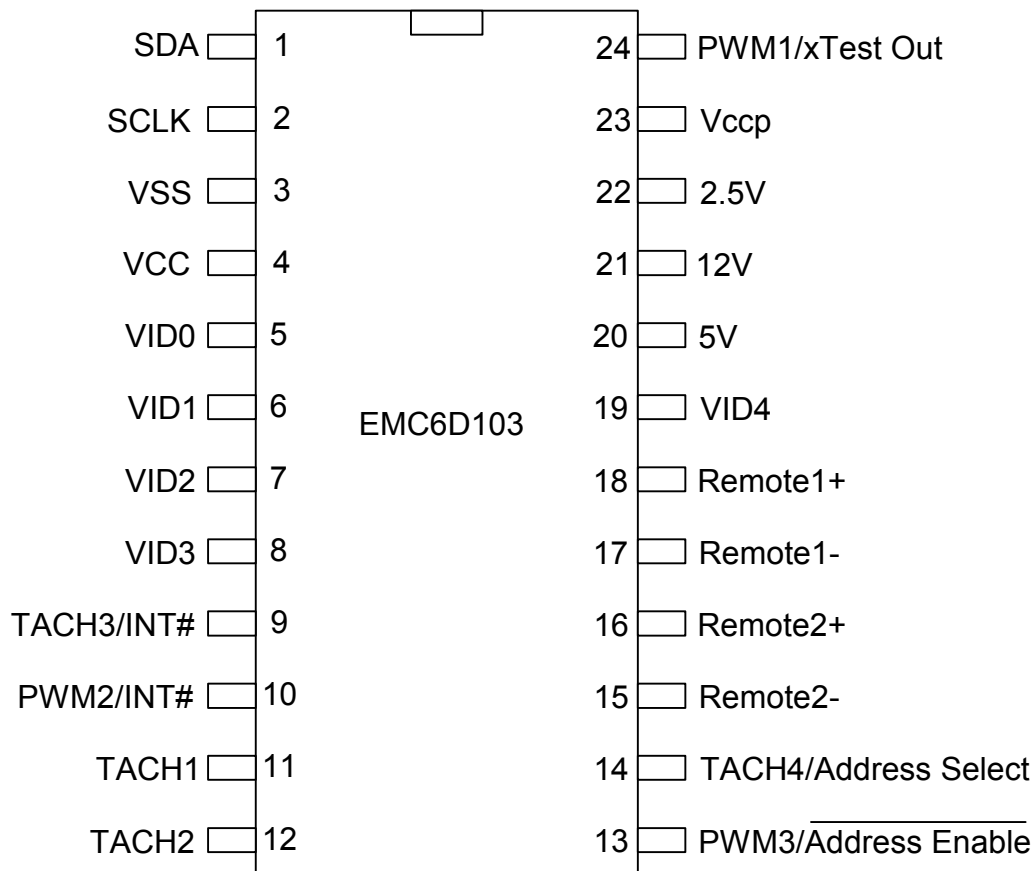 SDA 1 24 PWM1/xTest Out
SCLK 2 23 Vccp
VSS 3 22 2.5V
VCC 4 21 12V
VID0 5 20 5V
VID1 6 19 VID4
EMC6D103
VID2 7 18 Remote1+
VID3 8 17 Remote1-
TACH3/INT# 9 16 Remote2+
PWM2/INT# 10 15 Remote2-
TACH1 11 14 TACH4/Address Select
TACH2 12 13 PWM3/Address Enable